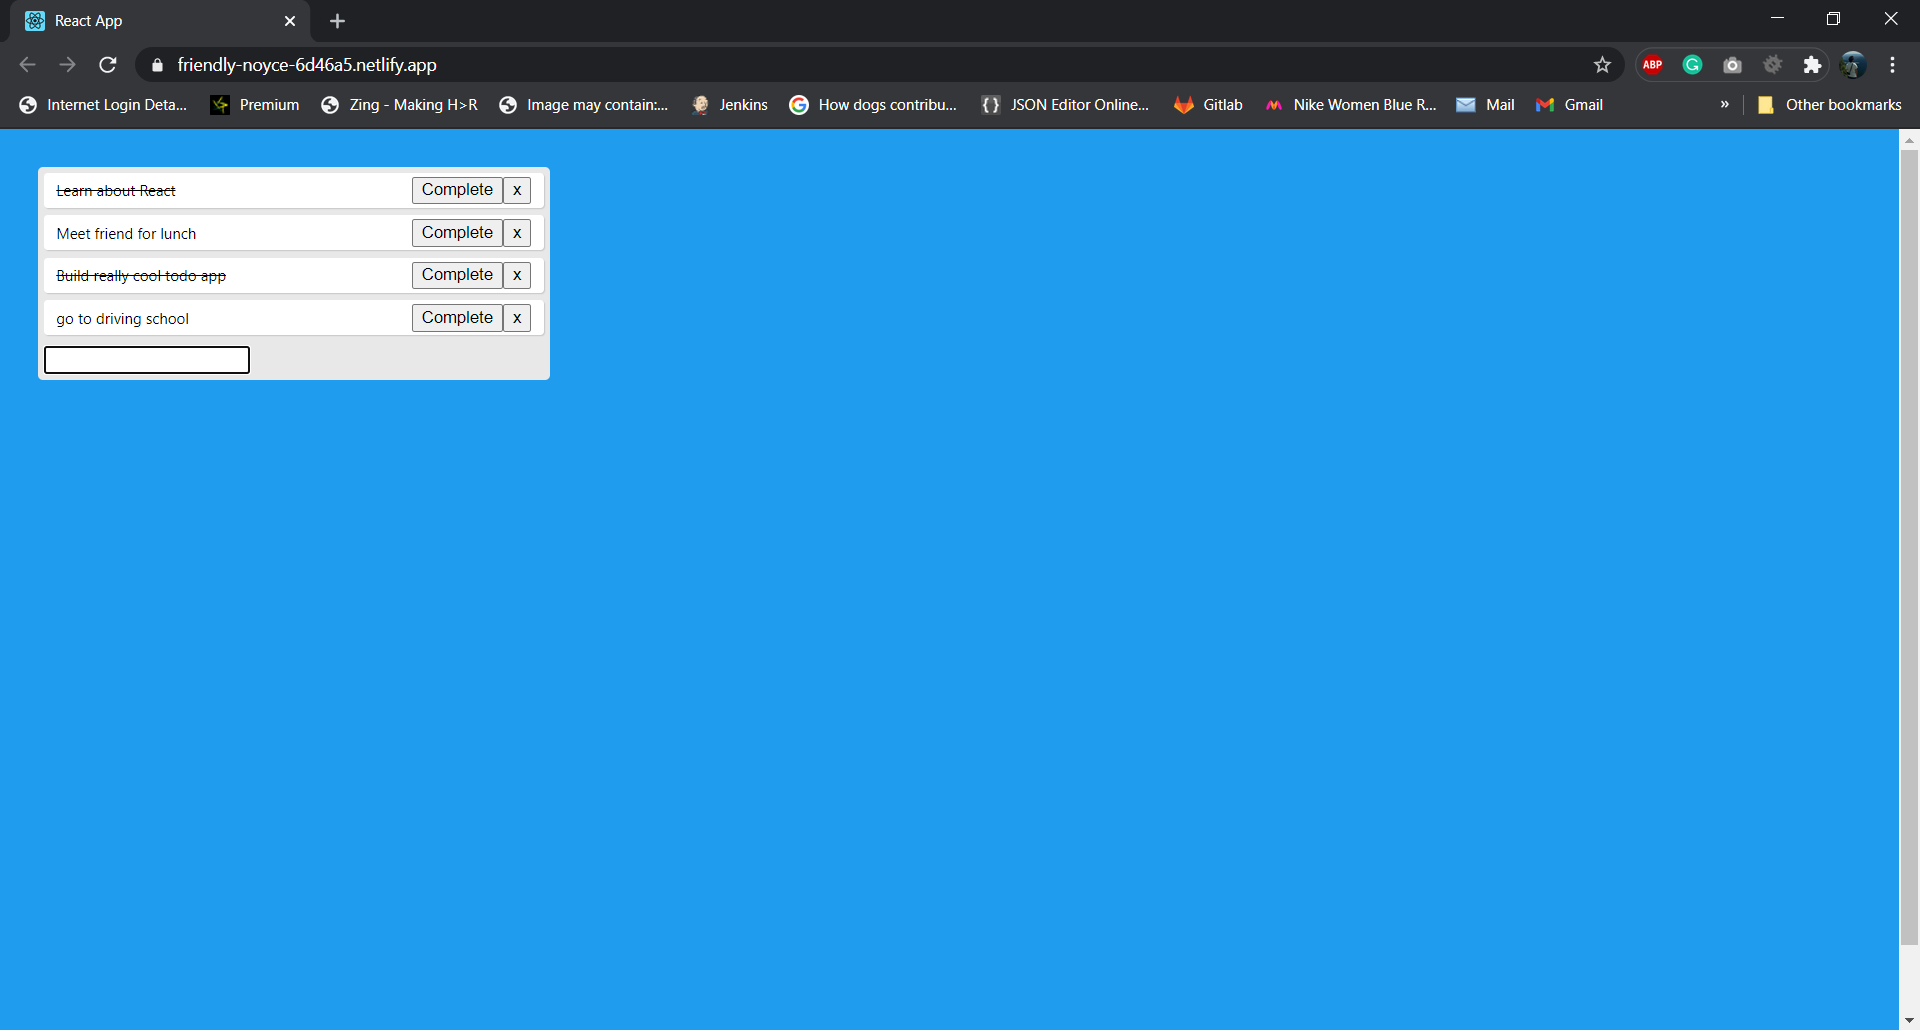 React App
friendly-noyce-6d46a5.netlify.app
ABP
Internet Login Deta... Premium Zing - Making H>R Image may contain:... Jenkins How dogs contribu... {} JSON Editor Online... Gitlab Nike Women Blue R... Mail Gmail » Other bookmarks
Learn about React Complete x
Meet friend for lunch Complete x
Build really cool todo app Complete x
go to driving school Complete x